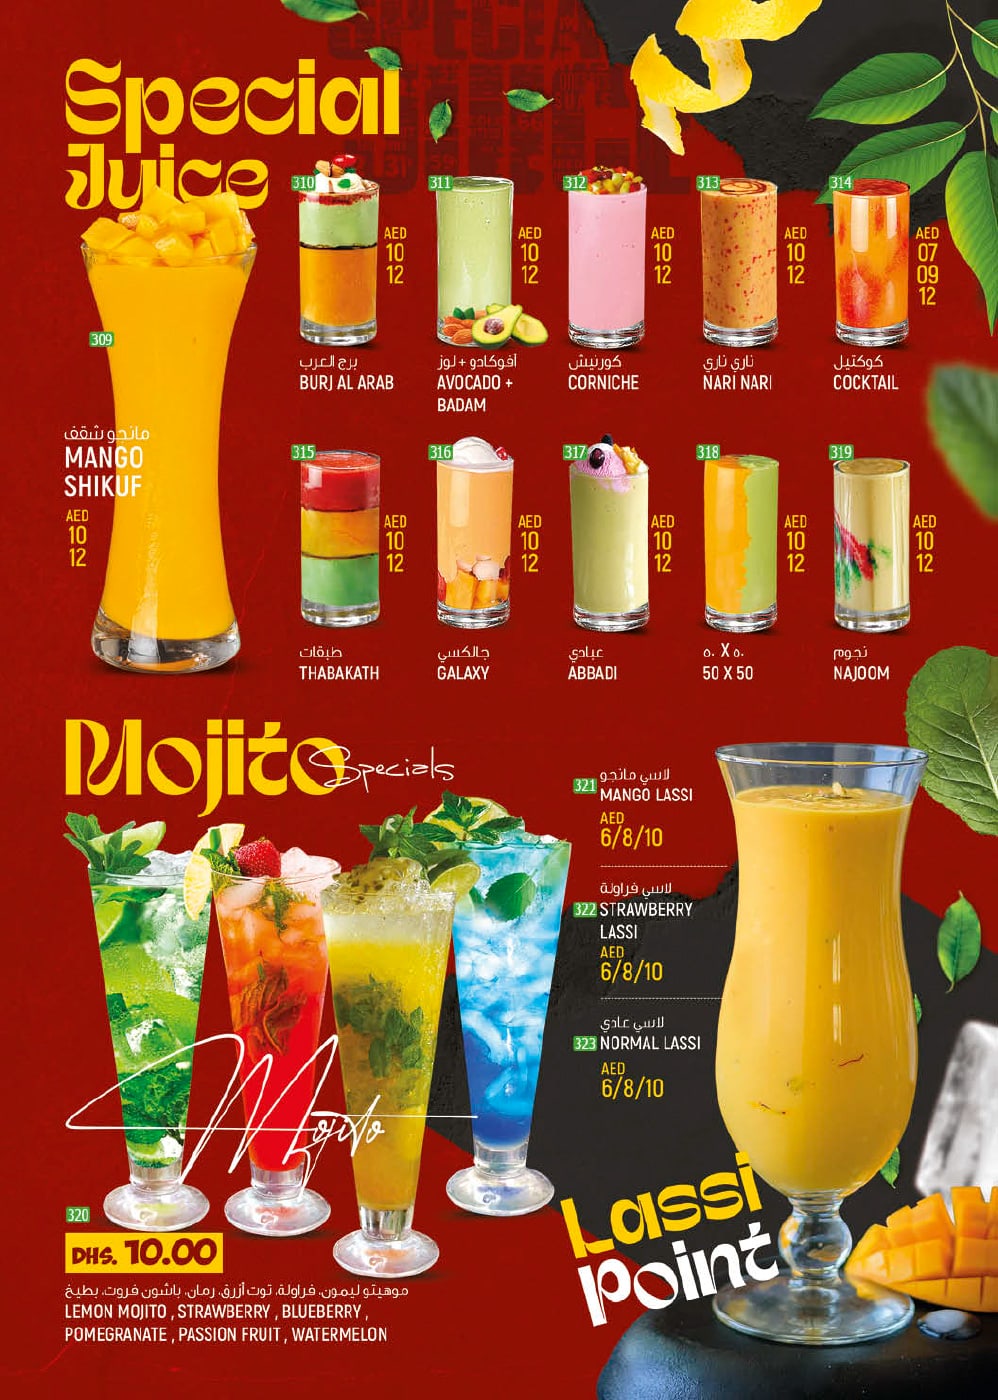 Special
Juice
309
مانجو شقف
MANGO
SHIKUF
AED
10
12
310
AED
10
12
برج العرب
BURJ AL ARAB
311
AED
10
12
أفوكادو + لوز
AVOCADO +
BADAM
312
AED
10
12
كورنيش
CORNICHE
313
AED
10
12
ناري ناري
NARI NARI
314
AED
07
09
12
كوكتيل
COCKTAIL
315
AED
10
12
طبقات
THABAKATH
316
AED
10
12
جالكسي
GALAXY
317
AED
10
12
عبادي
ABBADI
318
AED
10
12
٥٠ X ٥٠
50 X 50
319
AED
10
12
نجوم
NAJOOM
Mojito
Specials
Mojito
320
DHS. 10.00
موهيتو ليمون، فراولة، توت أزرق، رمان، باشون فروت، بطيخ
LEMON MOJITO , STRAWBERRY , BLUEBERRY ,
POMEGRANATE , PASSION FRUIT , WATERMELON
لاسي مانجو
321 MANGO LASSI
AED
6/8/10
لاسي فراولة
322 STRAWBERRY
LASSI
AED
6/8/10
لاسي عادي
323 NORMAL LASSI
AED
6/8/10
Lassi
Point